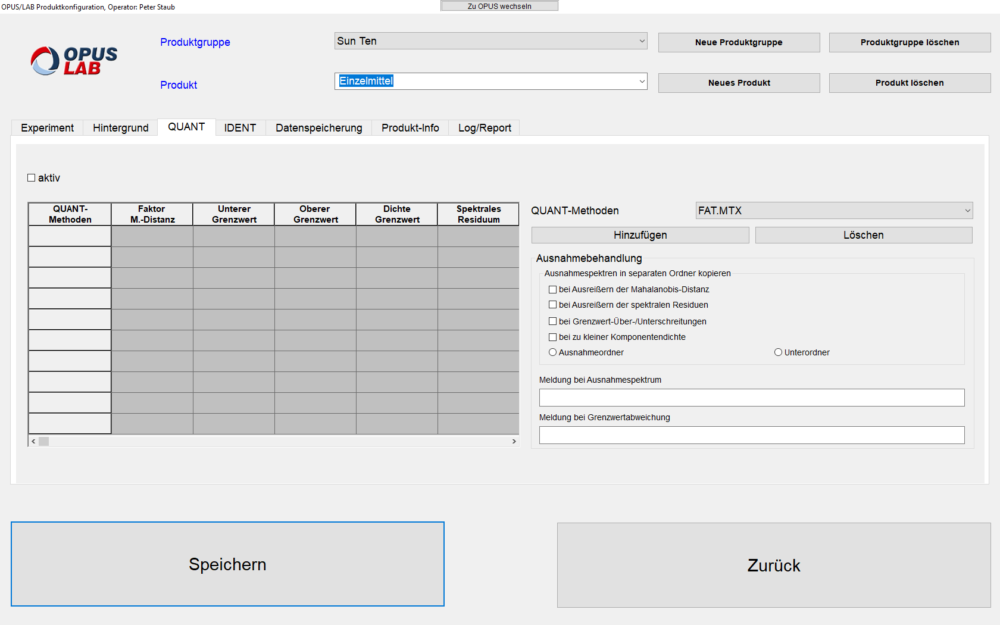 OPUS/LAB Produktkonfiguration, Operator: Peter Staub
Zu OPUS wechseln
OPUS
LAB
Produktgruppe
Sun Ten
Neue Produktgruppe
Produktgruppe löschen
Produkt
Einzelmittel
Neues Produkt
Produkt löschen
Experiment
Hintergrund
QUANT
IDENT
Datenspeicherung
Produkt-Info
Log/Report
aktiv
QUANT-
Methoden
Faktor
M.-Distanz
Unterer
Grenzwert
Oberer
Grenzwert
Dichte
Grenzwert
Spektrales
Residuum
QUANT-Methoden
FAT.MTX
Hinzufügen
Löschen
Ausnahmebehandlung
Ausnahmespektren in separaten Ordner kopieren
bei Ausreißern der Mahalanobis-Distanz
bei Ausreißern der spektralen Residuen
bei Grenzwert-Über-/Unterschreitungen
bei zu kleiner Komponentendichte
Ausnahmeordner
Unterordner
Meldung bei Ausnahmespektrum
Meldung bei Grenzwertabweichung
Speichern
Zurück